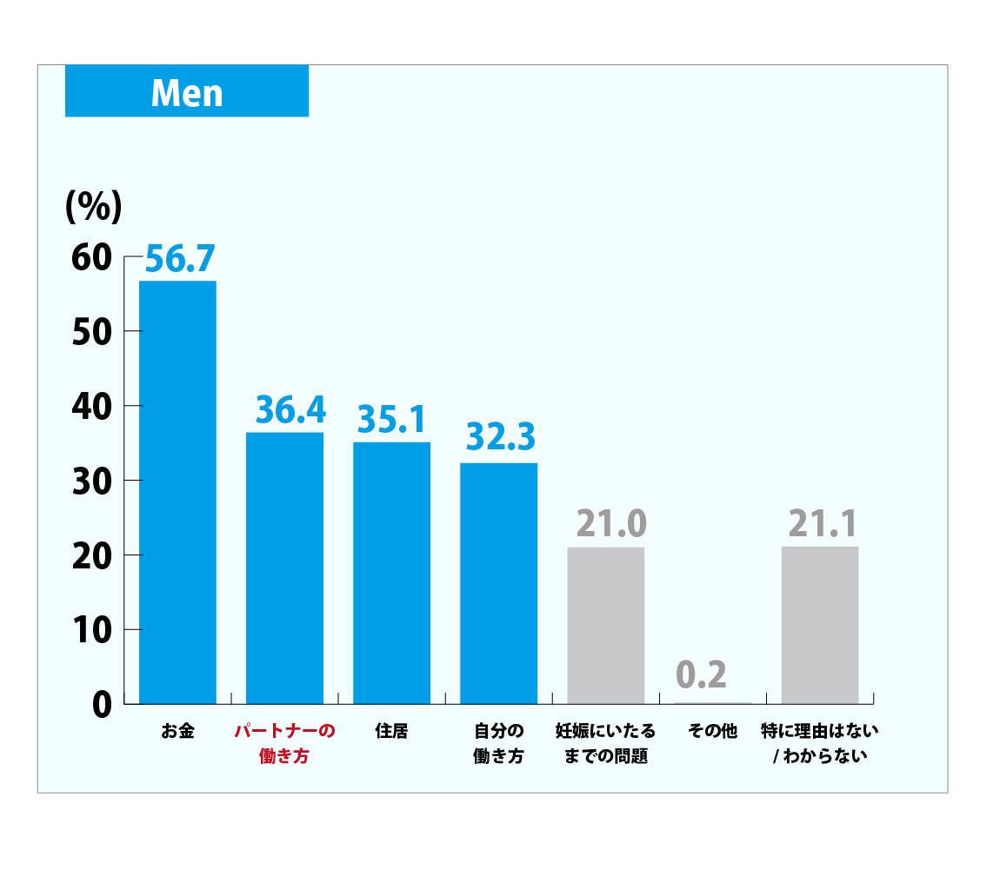 Men
(%)
60
50
40
30
20
10
0
56.7
36.4
35.1
32.3
21.0
0.2
21.1
お金
パートナーの
働き方
住居
自分の
働き方
妊娠にいたる
までの問題
その他
特に理由はない
/ わからない